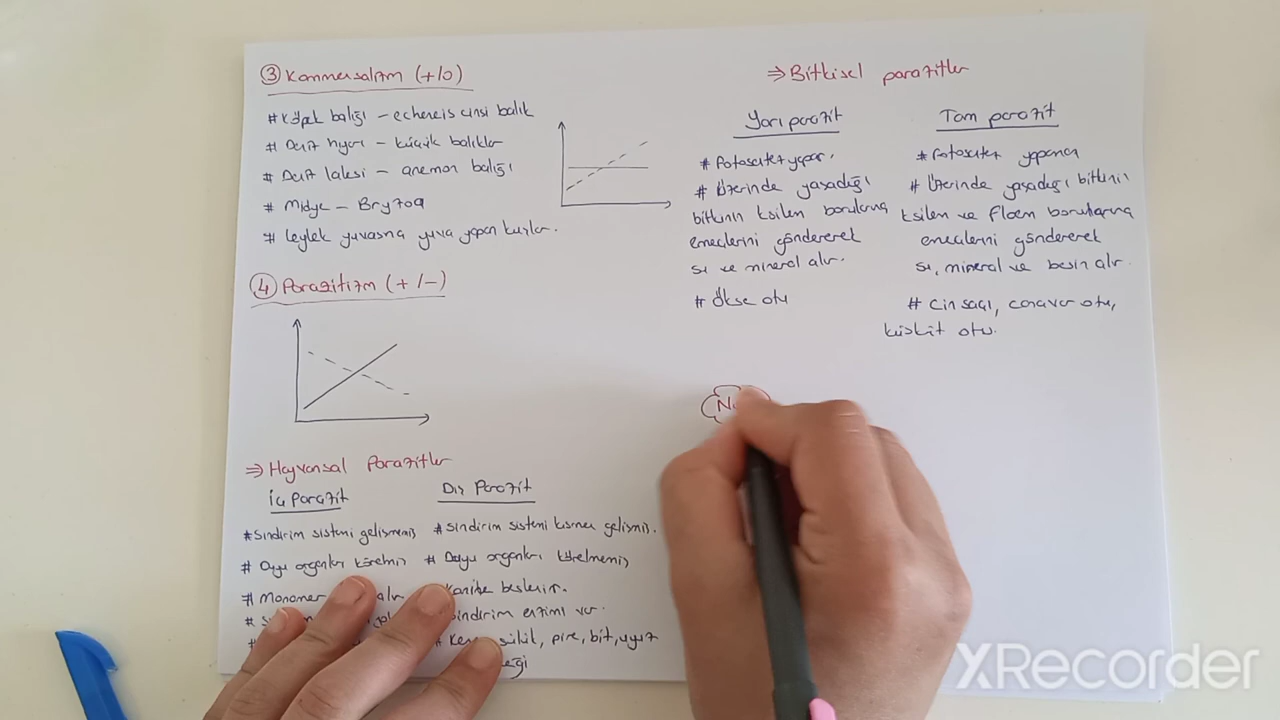 ③ Kommensalizm (+/0)
# Köpek balığı – echeneis cinsi balık
# Deniz hıyarı – küçük balıklar
# Deniz lalesi – anemon balığı
# Midye – Bryzoa
# Leylek yuvasına yuva yapan kuşlar.
④ Parazitizm (+/–)
⇒ Hayvansal Parazitler
İç Parazit
# Sindirim sistemi gelişmemiş
# Duyu organları körelmiş
# Monomer
Dış Parazit
# Sindirim sistemi kısmen gelişmiş.
# Duyu organları körelmemiş
Kan ile beslenir.
sindirim enzimi var.
# Kene, sülük, pire, bit, uyuz
⇒ Bitkisel parazitler
Yarı parazit
# Fotosentez yapar.
# Üzerinde yaşadığı
bitkinin ksilem borularına
emeçlerini göndererek
su ve mineral alır.
# Ökse otu
Tam parazit
# Fotosentez yapamaz
# Üzerinde yaşadığı bitkinin
ksilem ve floem borularına
emeçlerini göndererek
su, mineral ve besin alır.
# Cin saçı, canavar otu,
küsküt otu.
XRecorder